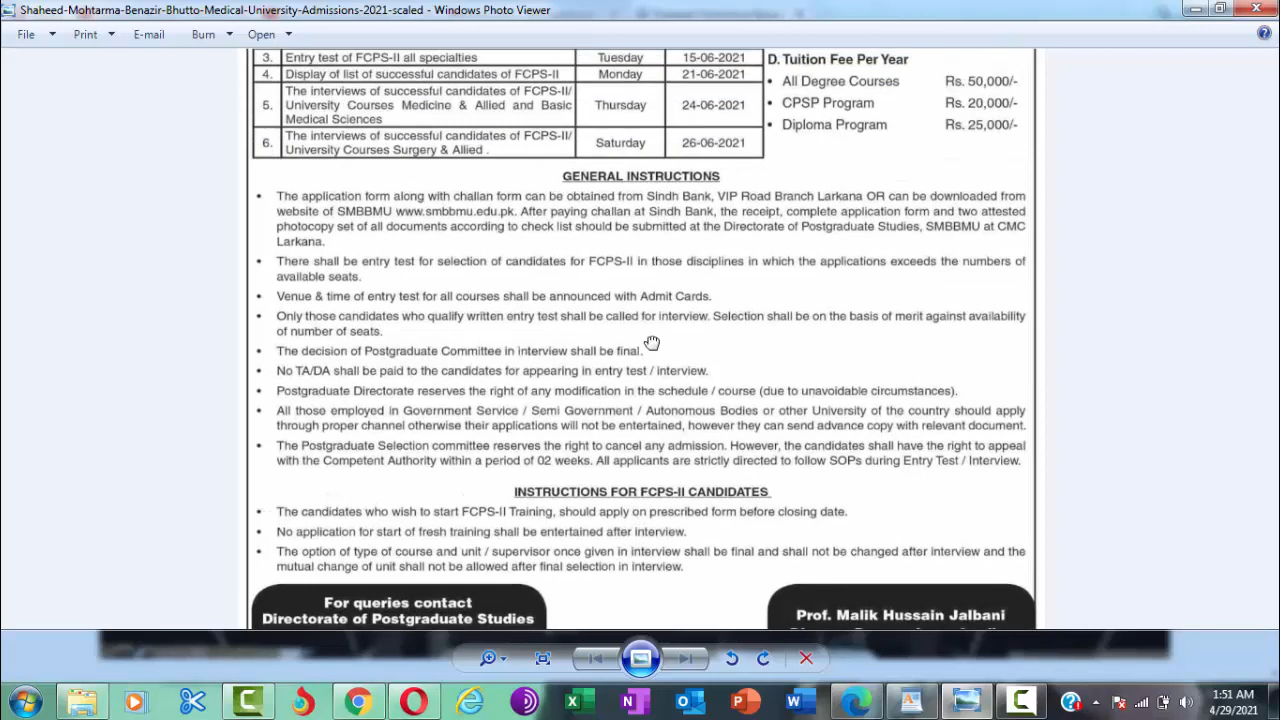 Shaheed-Mohtarma-Benazir-Bhutto-Medical-University-Admissions-2021-scaled - Windows Photo Viewer
File Print E-mail Burn Open
3. Entry test of FCPS-II all specialties Tuesday 15-06-2021
4. Display of list of successful candidates of FCPS-II Monday 21-06-2021
5. The interviews of successful candidates of FCPS-II/
University Courses Medicine & Allied and Basic
Medical Sciences
Thursday 24-06-2021
6. The interviews of successful candidates of FCPS-II/
University Courses Surgery & Allied .
Saturday 26-06-2021
D. Tuition Fee Per Year
• All Degree Courses Rs. 50,000/-
• CPSP Program Rs. 20,000/-
• Diploma Program Rs. 25,000/-
GENERAL INSTRUCTIONS
• The application form along with challan form can be obtained from Sindh Bank, VIP Road Branch Larkana OR can be downloaded from
website of SMBBMU www.smbbmu.edu.pk. After paying challan at Sindh Bank, the receipt, complete application form and two attested
photocopy set of all documents according to check list should be submitted at the Directorate of Postgraduate Studies, SMBBMU at CMC
Larkana.
• There shall be entry test for selection of candidates for FCPS-II in those disciplines in which the applications exceeds the numbers of
available seats.
• Venue & time of entry test for all courses shall be announced with Admit Cards.
• Only those candidates who qualify written entry test shall be called for interview. Selection shall be on the basis of merit against availability
of number of seats.
• The decision of Postgraduate Committee in interview shall be final.
• No TA/DA shall be paid to the candidates for appearing in entry test / interview.
• Postgraduate Directorate reserves the right of any modification in the schedule / course (due to unavoidable circumstances).
• All those employed in Government Service / Semi Government / Autonomous Bodies or other University of the country should apply
through proper channel otherwise their applications will not be entertained, however they can send advance copy with relevant document.
• The Postgraduate Selection committee reserves the right to cancel any admission. However, the candidates shall have the right to appeal
with the Competent Authority within a period of 02 weeks. All applicants are strictly directed to follow SOPs during Entry Test / Interview.
INSTRUCTIONS FOR FCPS-II CANDIDATES
• The candidates who wish to start FCPS-II Training, should apply on prescribed form before closing date.
• No application for start of fresh training shall be entertained after interview.
• The option of type of course and unit / supervisor once given in interview shall be final and shall not be changed after interview and the
mutual change of unit shall not be allowed after final selection in interview.
For queries contact
Directorate of Postgraduate Studies
Prof. Malik Hussain Jalbani
1:51 AM
4/29/2021